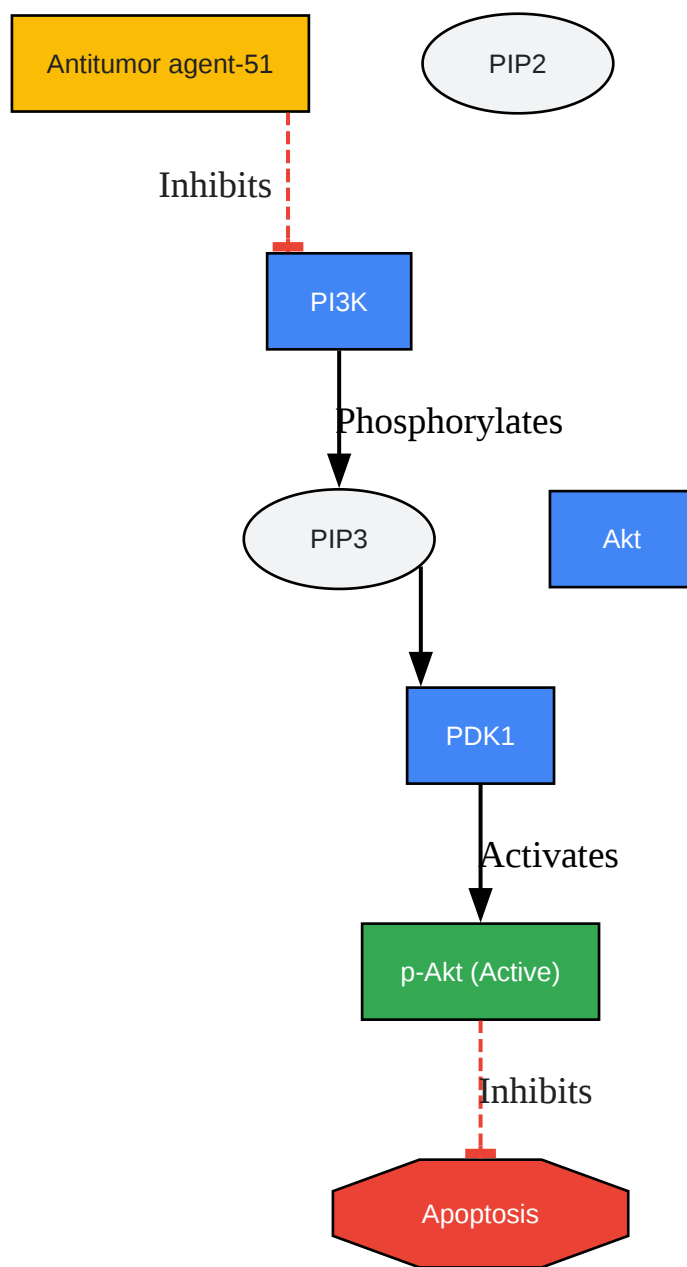 Antitumor agent-51
PIP2
Inhibits
PI3K
Phosphorylates
PIP3
Akt
PDK1
Activates
p-Akt (Active)
Inhibits
Apoptosis